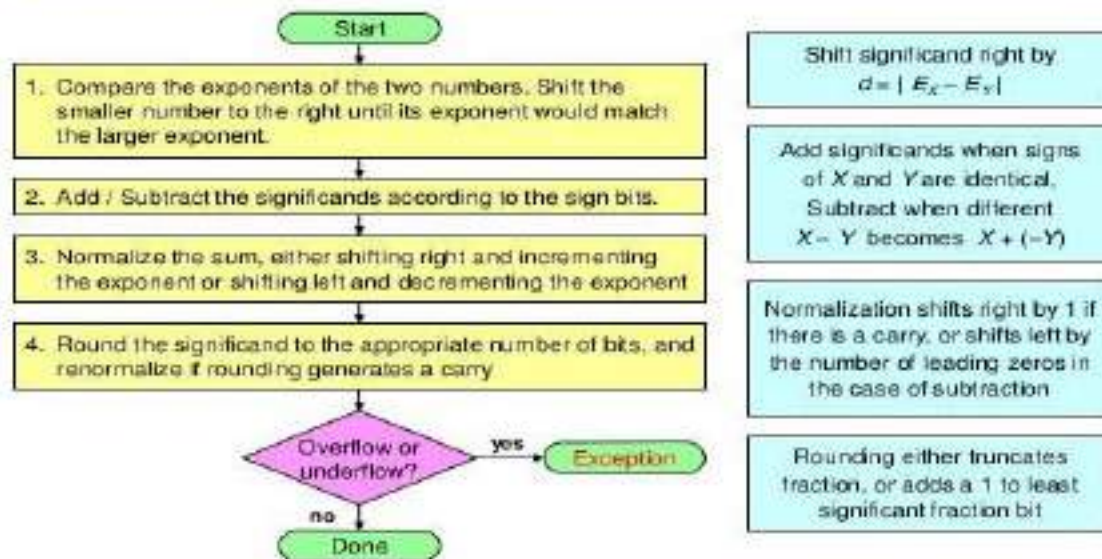 Start
1. Compare the exponents of the two numbers. Shift the
smaller number to the right until its exponent would match
the larger exponent.
2. Add / Subtract the significands according to the sign bits.
3. Normalize the sum, either shifting right and incrementing
the exponent or shifting left and decrementing the exponent
4. Round the significand to the appropriate number of bits, and
renormalize if rounding generates a carry
Overflow or
underflow?
yes
Exception
no
Done
Shift significand right by
d = | E_X − E_Y |
Add significands when signs
of X and Y are identical,
Subtract when different
X − Y becomes X + (−Y)
Normalization shifts right by 1 if
there is a carry, or shifts left by
the number of leading zeros in
the case of subtraction
Rounding either truncates
fraction, or adds a 1 to least
significant fraction bit